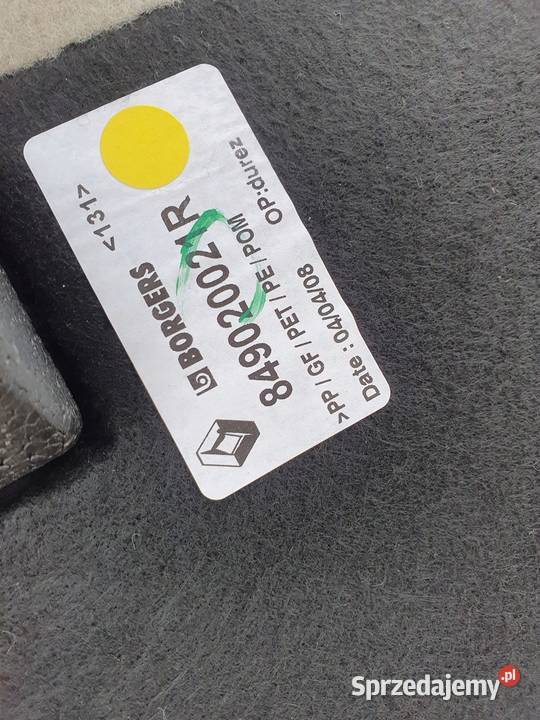 <131>
BORGERS
849020021R
>PP / GF / PET / PE / POM
OP:durez
Date : 04/04/08
Sprzedajemy.pl